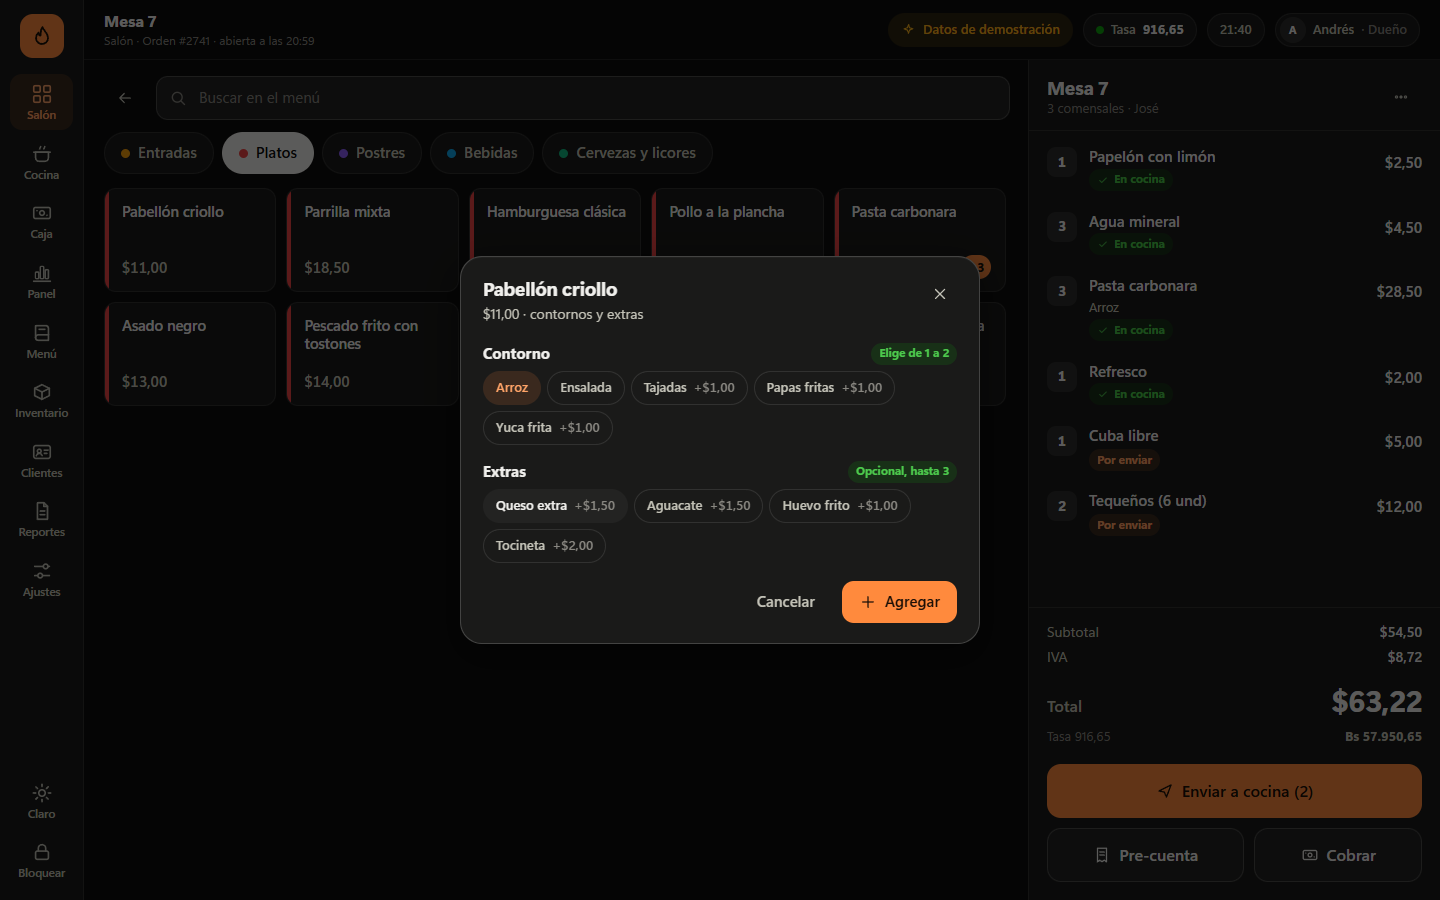 Mesa 7
Salón · Orden #2741 · abierta a las 20:59
Datos de demostración
Tasa 916,65
21:40
A Andrés · Dueño
Salón
Cocina
Caja
Panel
Menú
Inventario
Clientes
Reportes
Ajustes
Claro
Bloquear
Buscar en el menú
Entradas
Platos
Postres
Bebidas
Cervezas y licores
Pabellón criollo
$11,00
Parrilla mixta
$18,50
Hamburguesa clásica
Pollo a la plancha
Pasta carbonara
3
Asado negro
$13,00
Pescado frito con
tostones
$14,00
Pabellón criollo
$11,00 · contornos y extras
Contorno
Elige de 1 a 2
Arroz
Ensalada
Tajadas +$1,00
Papas fritas +$1,00
Yuca frita +$1,00
Extras
Opcional, hasta 3
Queso extra +$1,50
Aguacate +$1,50
Huevo frito +$1,00
Tocineta +$2,00
Cancelar
Agregar
Mesa 7
3 comensales · José
1 Papelón con limón $2,50
En cocina
3 Agua mineral $4,50
En cocina
3 Pasta carbonara $28,50
Arroz
En cocina
1 Refresco $2,00
En cocina
1 Cuba libre $5,00
Por enviar
2 Tequeños (6 und) $12,00
Por enviar
Subtotal $54,50
IVA $8,72
Total $63,22
Tasa 916,65 Bs 57.950,65
Enviar a cocina (2)
Pre-cuenta
Cobrar